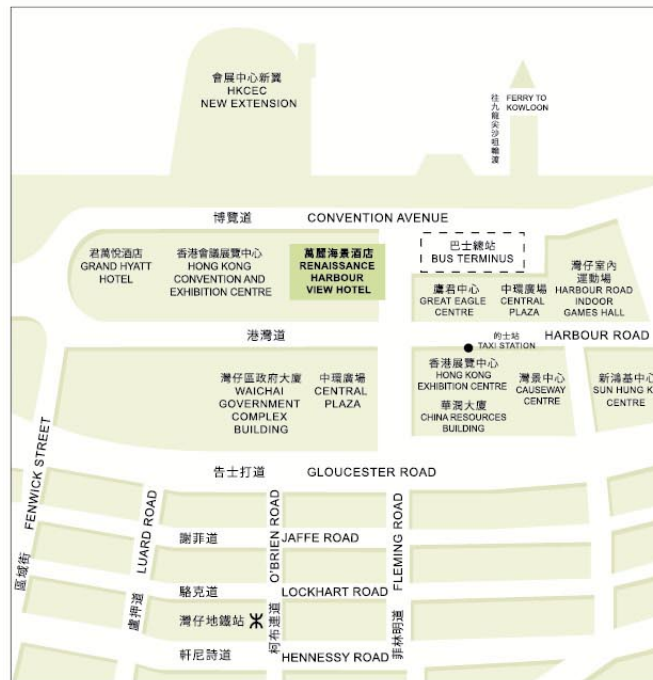 會展中心新翼
HKCEC
NEW EXTENSION
往九龍尖沙咀輪渡
FERRY TO
KOWLOON
博覽道 CONVENTION AVENUE
君萬悅酒店
GRAND HYATT
HOTEL
香港會議展覽中心
HONG KONG
CONVENTION AND
EXHIBITION CENTRE
萬麗海景酒店
RENAISSANCE
HARBOUR
VIEW HOTEL
巴士總站
BUS TERMINUS
鷹君中心
GREAT EAGLE
CENTRE
中環廣場
CENTRAL
PLAZA
灣仔室內
運動場
HARBOUR ROAD
INDOOR
GAMES HALL
港灣道 HARBOUR ROAD
的士站
TAXI STATION
灣仔區政府大廈
WAICHAI
GOVERNMENT
COMPLEX
BUILDING
中環廣場
CENTRAL
PLAZA
香港展覽中心
HONG KONG
EXHIBITION CENTRE
華潤大廈
CHINA RESOURCES
BUILDING
灣景中心
CAUSEWAY
CENTRE
新鴻基中心
SUN HUNG K
CENTRE
告士打道 GLOUCESTER ROAD
區域街 FENWICK STREET
盧押道 LUARD ROAD
柯布連道 O'BRIEN ROAD
菲林明道 FLEMING ROAD
謝菲道 JAFFE ROAD
駱克道 LOCKHART ROAD
灣仔地鐵站
軒尼詩道 HENNESSY ROAD